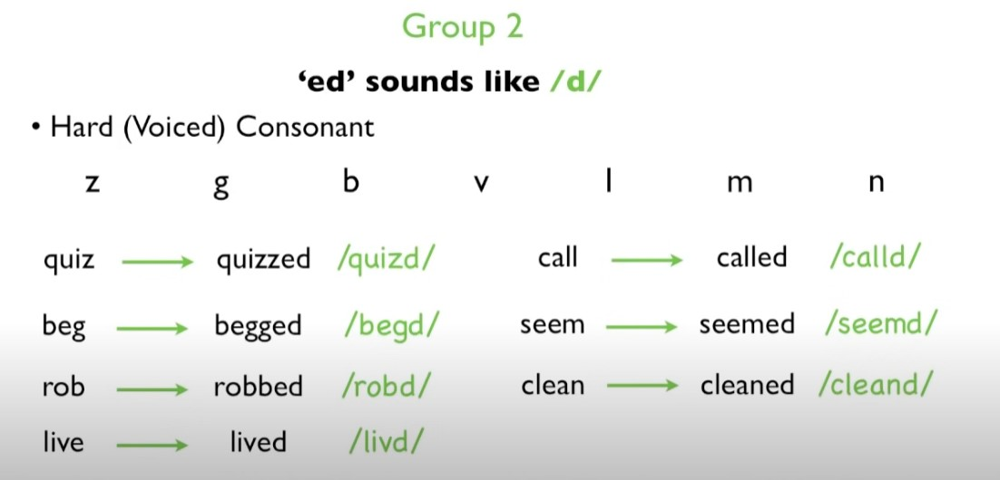 Group 2
‘ed’ sounds like /d/
• Hard (Voiced) Consonant
z g b v l m n
quiz → quizzed /quizd/ call → called /calld/
beg → begged /begd/ seem → seemed /seemd/
rob → robbed /robd/ clean → cleaned /cleand/
live → lived /livd/